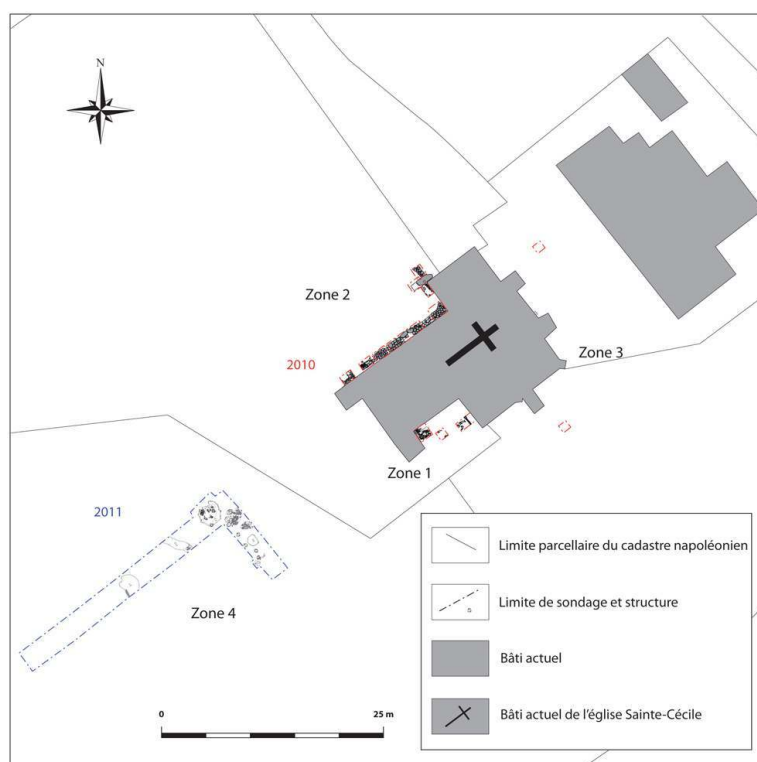 N
Zone 2
2010
Zone 3
Zone 1
2011
Zone 4
Limite parcellaire du cadastre napoléonien
Limite de sondage et structure
Bâti actuel
Bâti actuel de l'église Sainte-Cécile
0 25 m